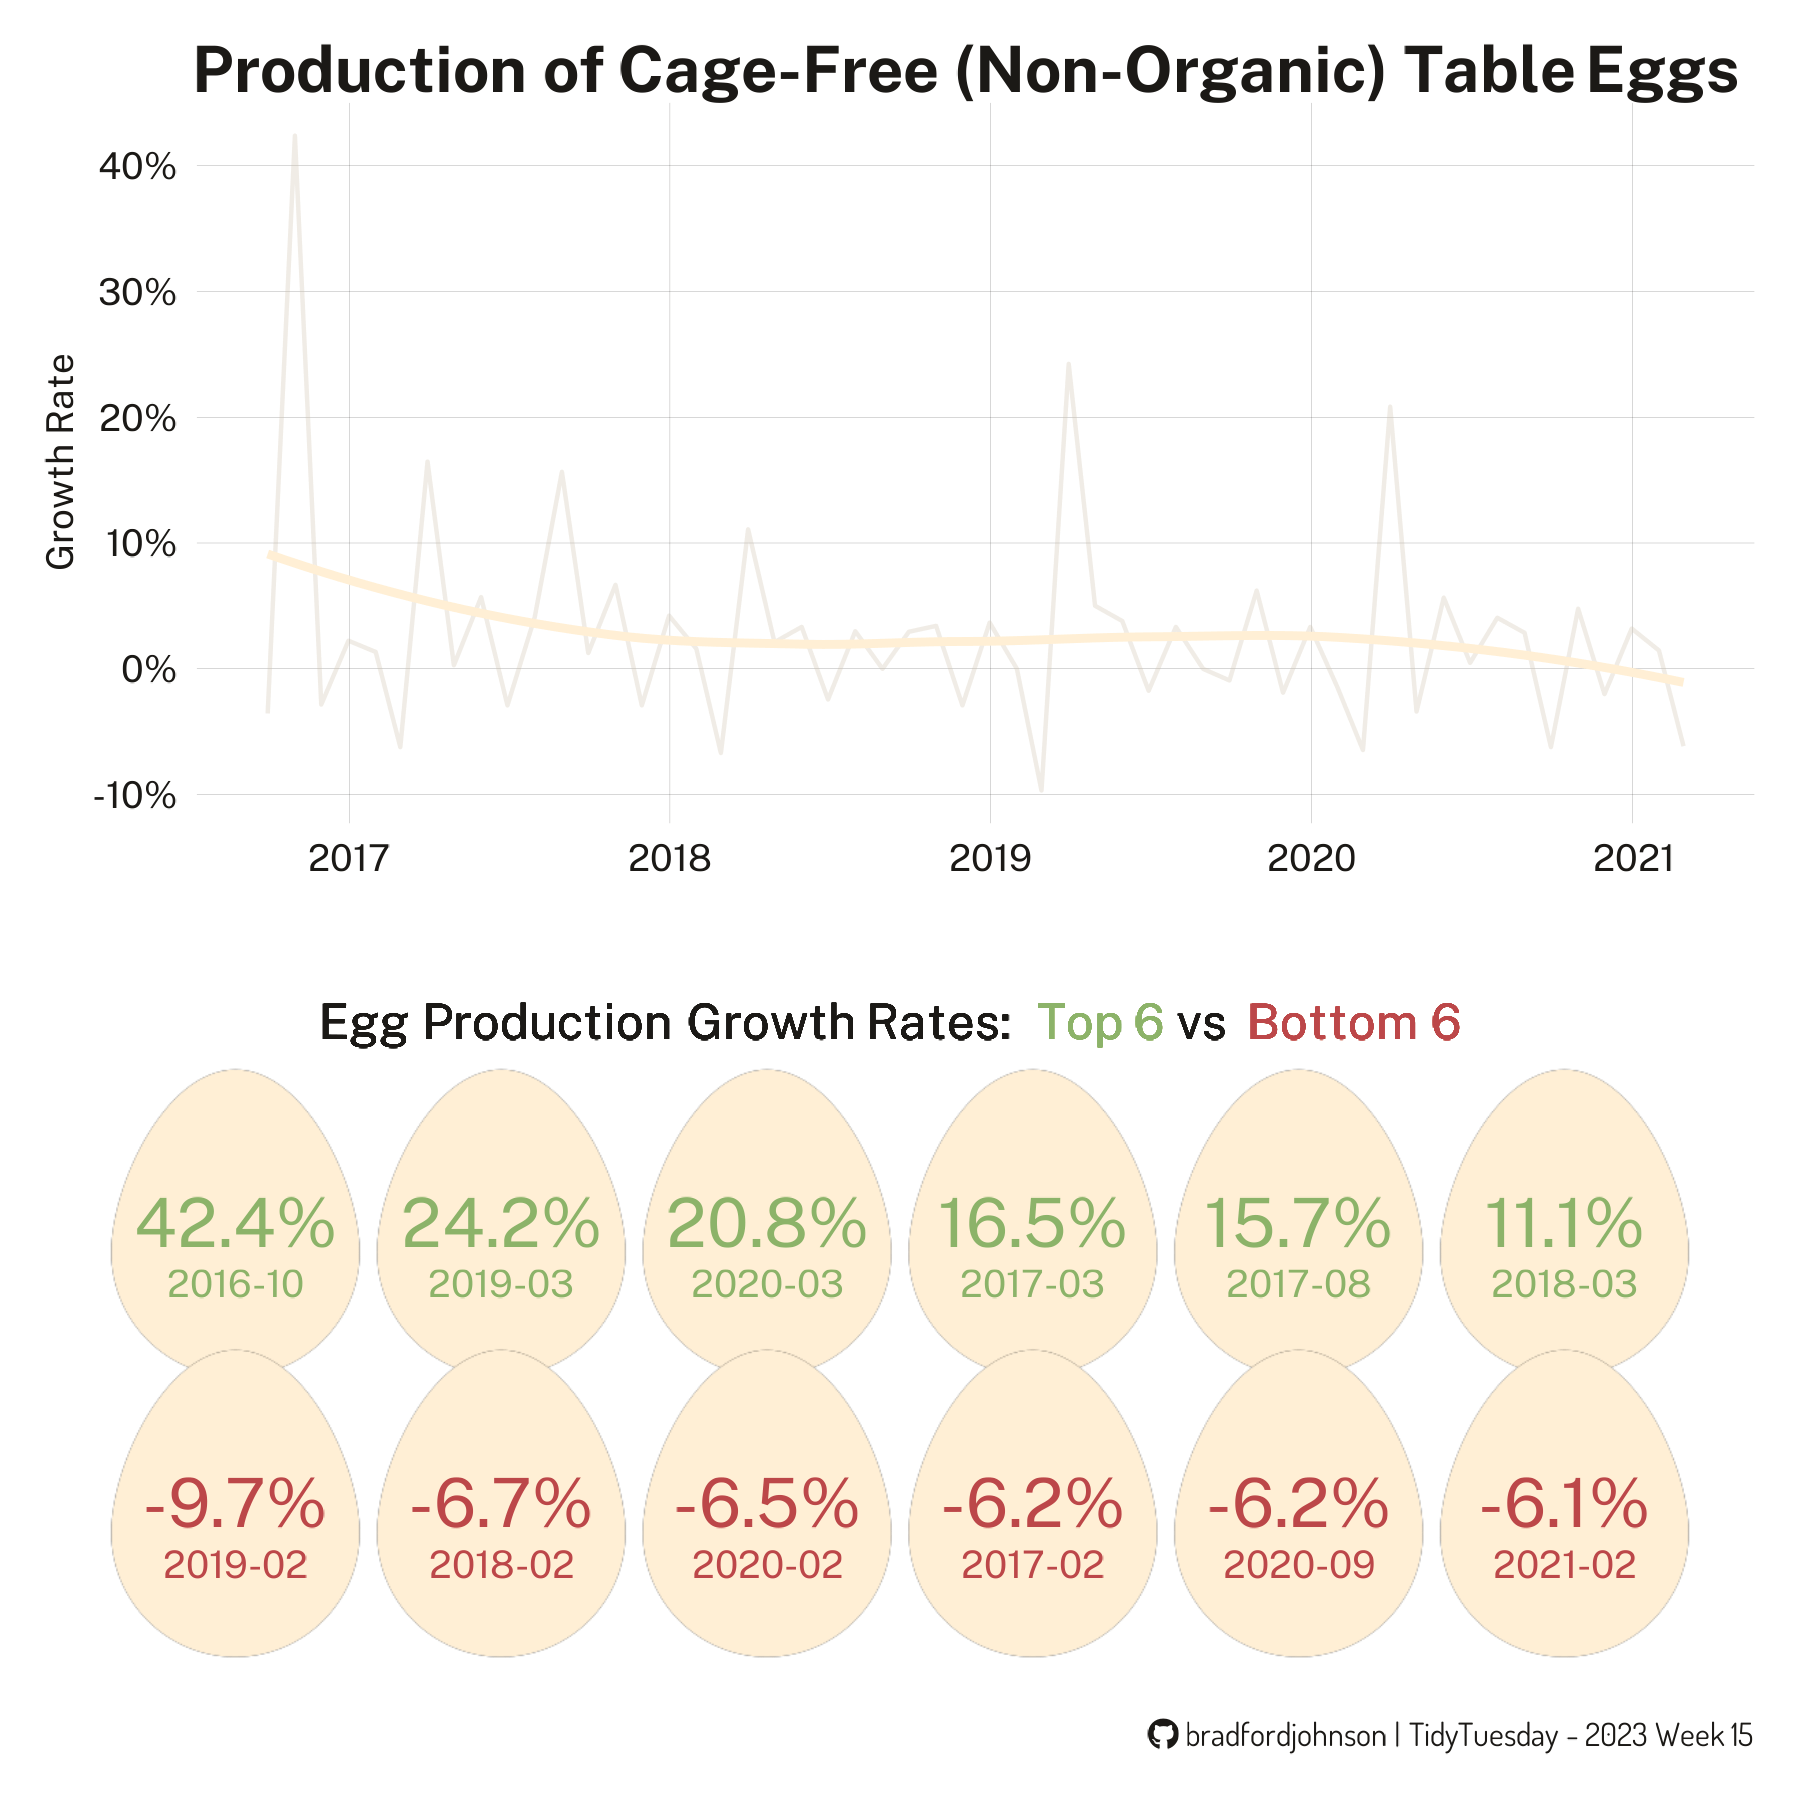 Production of Cage-Free (Non-Organic) Table Eggs
Growth Rate
40%
30%
20%
10%
0%
-10%
2017 2018 2019 2020 2021
Egg Production Growth Rates: Top 6 vs Bottom 6
42.4% 24.2% 20.8% 16.5% 15.7% 11.1%
2016-10 2019-03 2020-03 2017-03 2017-08 2018-03
-9.7% -6.7% -6.5% -6.2% -6.2% -6.1%
2019-02 2018-02 2020-02 2017-02 2020-09 2021-02
bradfordjohnson | TidyTuesday - 2023 Week 15